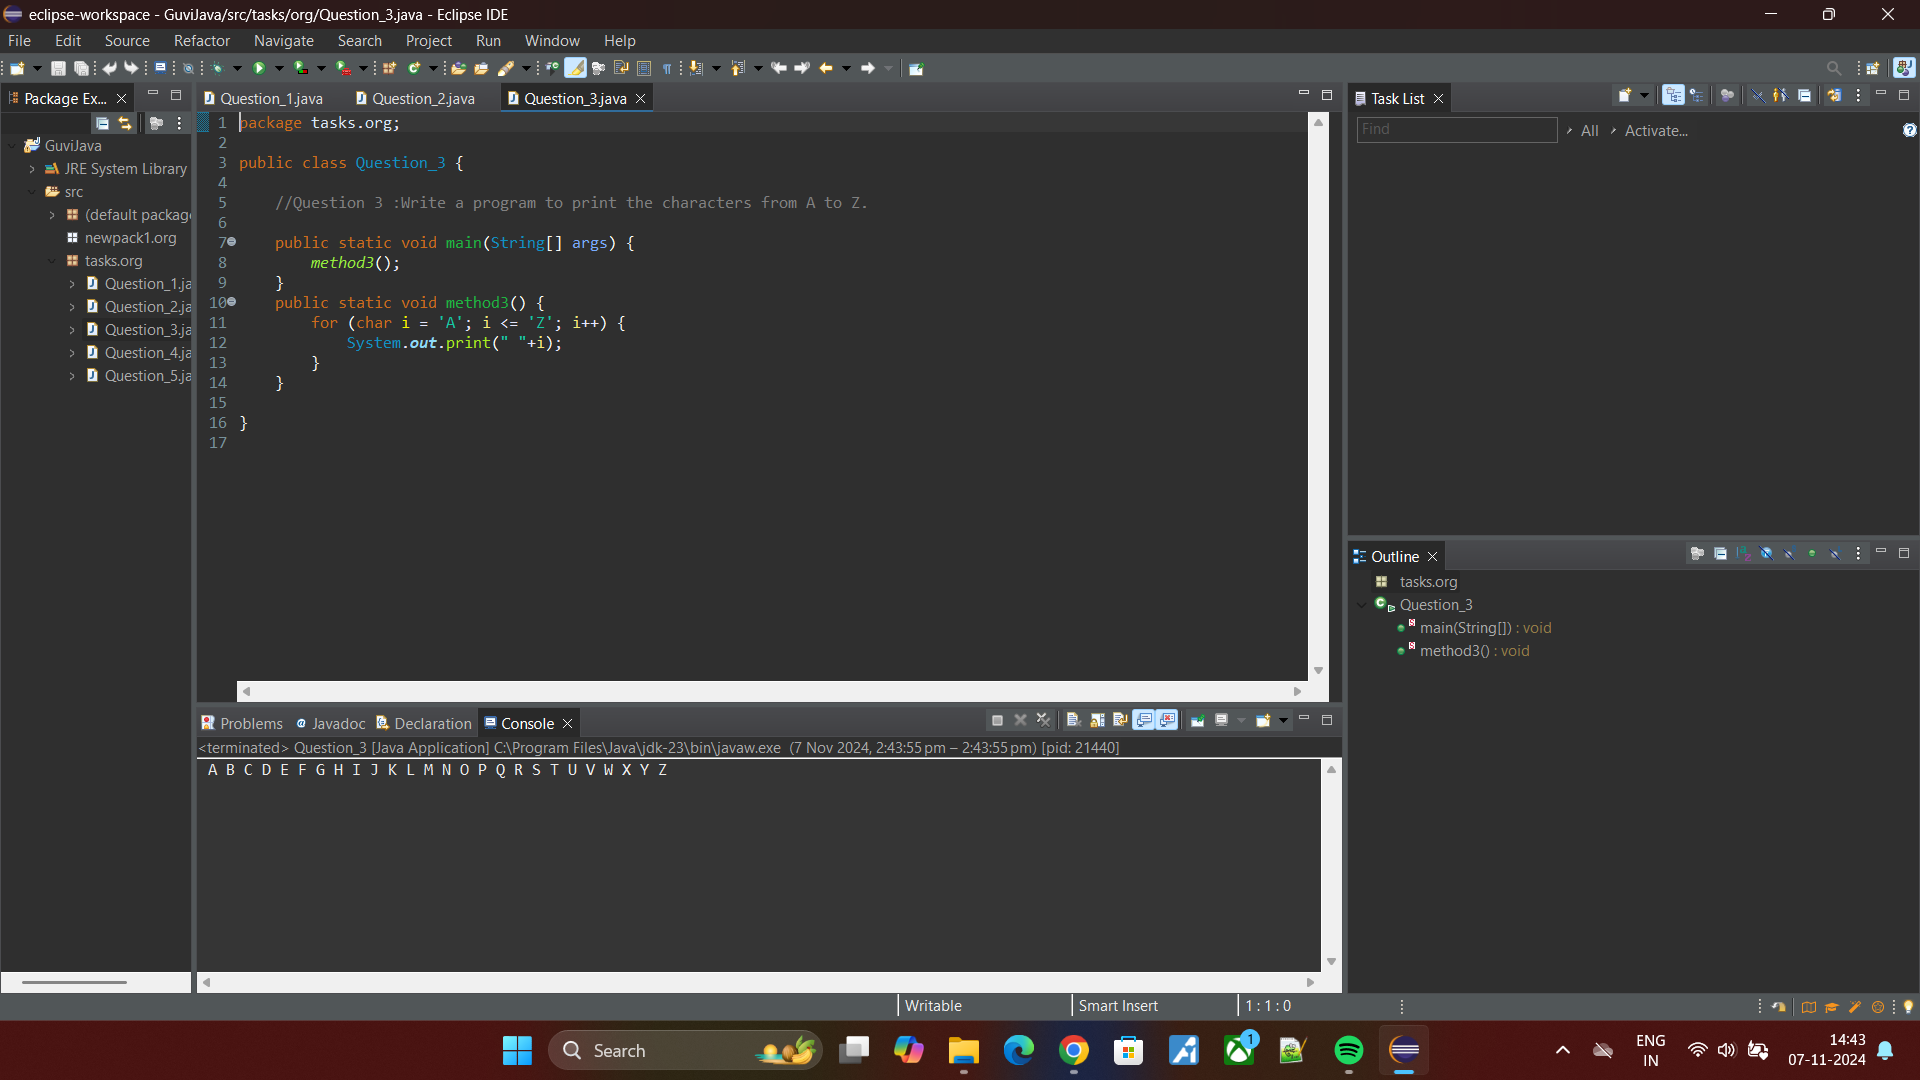 eclipse-workspace - GuviJava/src/tasks/org/Question_3.java - Eclipse IDE
File Edit Source Refactor Navigate Search Project Run Window Help
Package Ex...
GuviJava
JRE System Library
src
(default package
newpack1.org
tasks.org
Question_1.ja
Question_2.ja
Question_3.ja
Question_4.ja
Question_5.ja
Question_1.java Question_2.java Question_3.java
1 package tasks.org;
2
3 public class Question_3 {
4
5 //Question 3 :Write a program to print the characters from A to Z.
6
7 public static void main(String[] args) {
8 method3();
9 }
10 public static void method3() {
11 for (char i = 'A'; i <= 'Z'; i++) {
12 System.out.print(" "+i);
13 }
14 }
15
16 }
17
Task List
Find All Activate...
Outline
tasks.org
Question_3
main(String[]) : void
method3() : void
Problems Javadoc Declaration Console
<terminated> Question_3 [Java Application] C:\Program Files\Java\jdk-23\bin\javaw.exe (7 Nov 2024, 2:43:55 pm – 2:43:55 pm) [pid: 21440]
A B C D E F G H I J K L M N O P Q R S T U V W X Y Z
Writable Smart Insert 1 : 1 : 0
Search
1
ENG
IN
14:43
07-11-2024